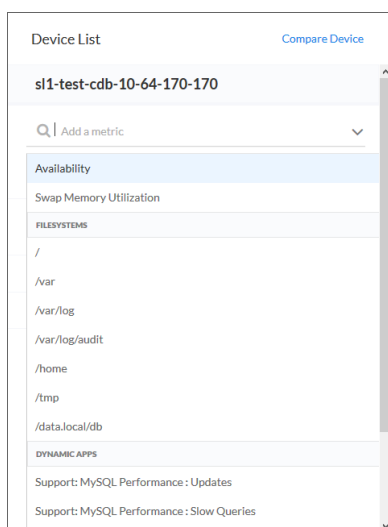 Device List
Compare Device
sl1-test-cdb-10-64-170-170
Add a metric
Availability
Swap Memory Utilization
FILESYSTEMS
/
/var
/var/log
/var/log/audit
/home
/tmp
/data.local/db
DYNAMIC APPS
Support: MySQL Performance : Updates
Support: MySQL Performance : Slow Queries